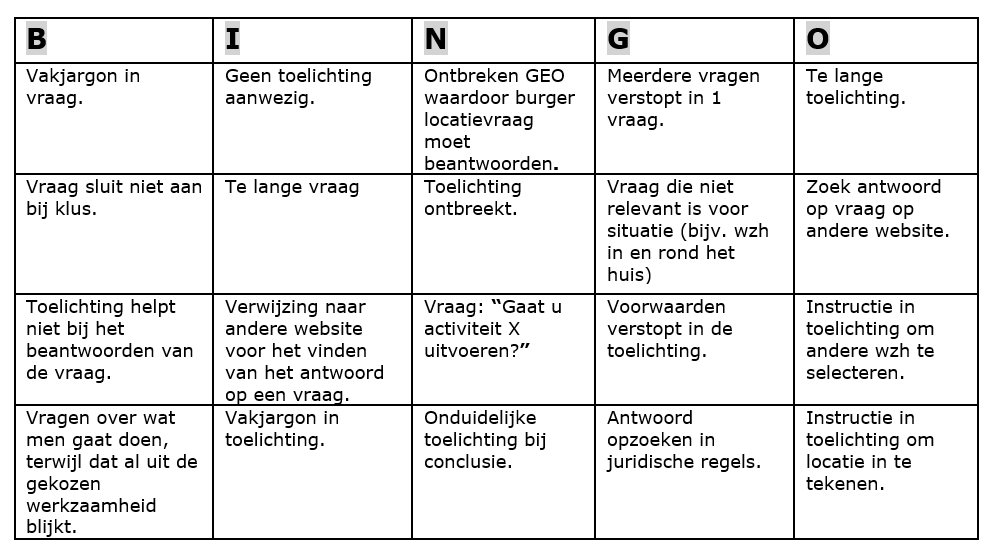 B I N G O
Vakjargon in
vraag.
Geen toelichting
aanwezig.
Ontbreken GEO
waardoor burger
locatievraag
moet
beantwoorden.
Meerdere vragen
verstopt in 1
vraag.
Te lange
toelichting.
Vraag sluit niet aan
bij klus.
Te lange vraag
Toelichting
ontbreekt.
Vraag die niet
relevant is voor
situatie (bijv. wzh
in en rond het
huis)
Zoek antwoord
op vraag op
andere website.
Toelichting helpt
niet bij het
beantwoorden van
de vraag.
Verwijzing naar
andere website
voor het vinden
van het antwoord
op een vraag.
Vraag: “Gaat u
activiteit X
uitvoeren?”
Voorwaarden
verstopt in de
toelichting.
Instructie in
toelichting om
andere wzh te
selecteren.
Vragen over wat
men gaat doen,
terwijl dat al uit de
gekozen
werkzaamheid
blijkt.
Vakjargon in
toelichting.
Onduidelijke
toelichting bij
conclusie.
Antwoord
opzoeken in
juridische regels.
Instructie in
toelichting om
locatie in te
tekenen.